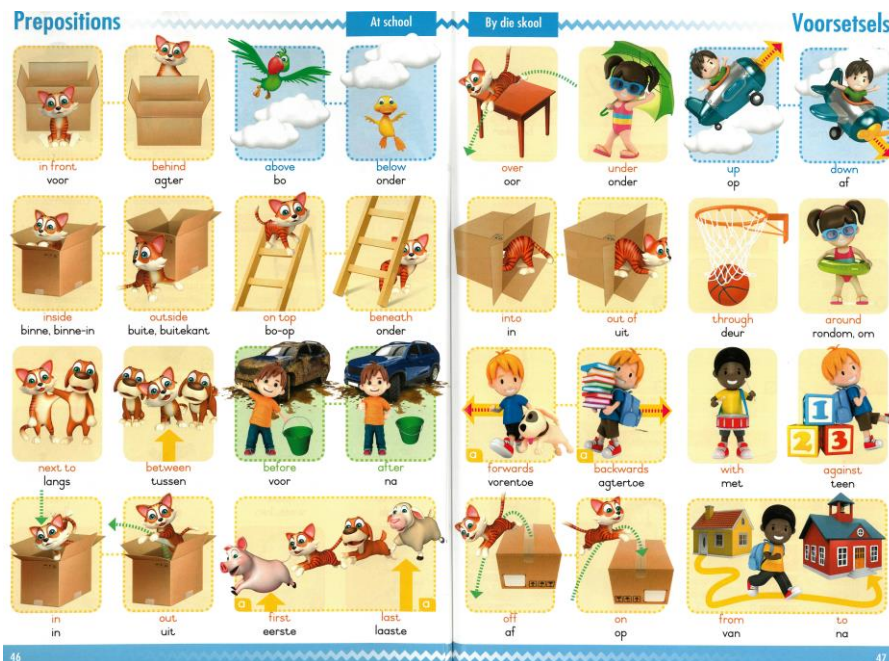 Prepositions
At school
By die skool
Voorsetsels
in front
voor
behind
agter
above
bo
below
onder
over
oor
under
onder
up
op
down
af
inside
binne, binne-in
outside
buite, buitekant
on top
bo-op
beneath
onder
into
in
out of
uit
through
deur
around
rondom, om
next to
langs
between
tussen
before
voor
after
na
a
forwards
vorentoe
a
backwards
agtertoe
with
met
1
2 3
against
teen
in
in
out
uit
a
first
eerste
a
last
laaste
off
af
on
op
from
van
to
na
46
47